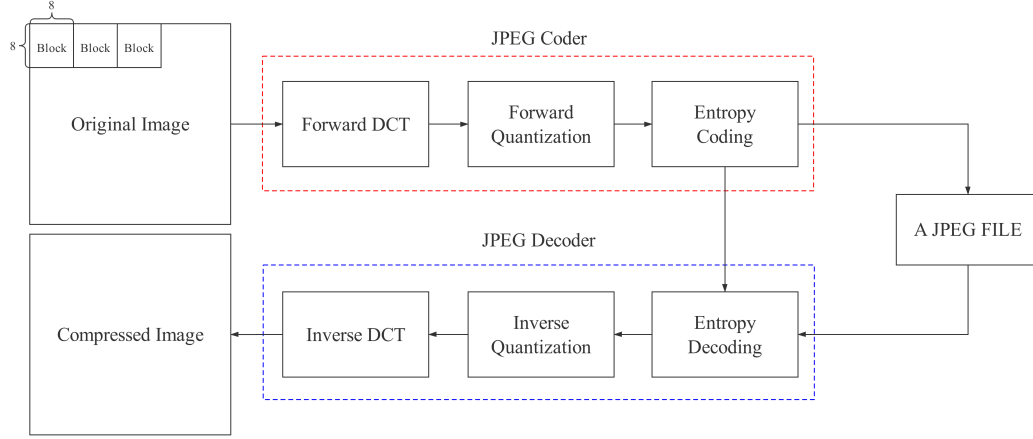 8
8
Block Block Block
Original Image
JPEG Coder
Forward DCT
Forward
Quantization
Entropy
Coding
A JPEG FILE
JPEG Decoder
Compressed Image
Inverse DCT
Inverse
Quantization
Entropy
Decoding